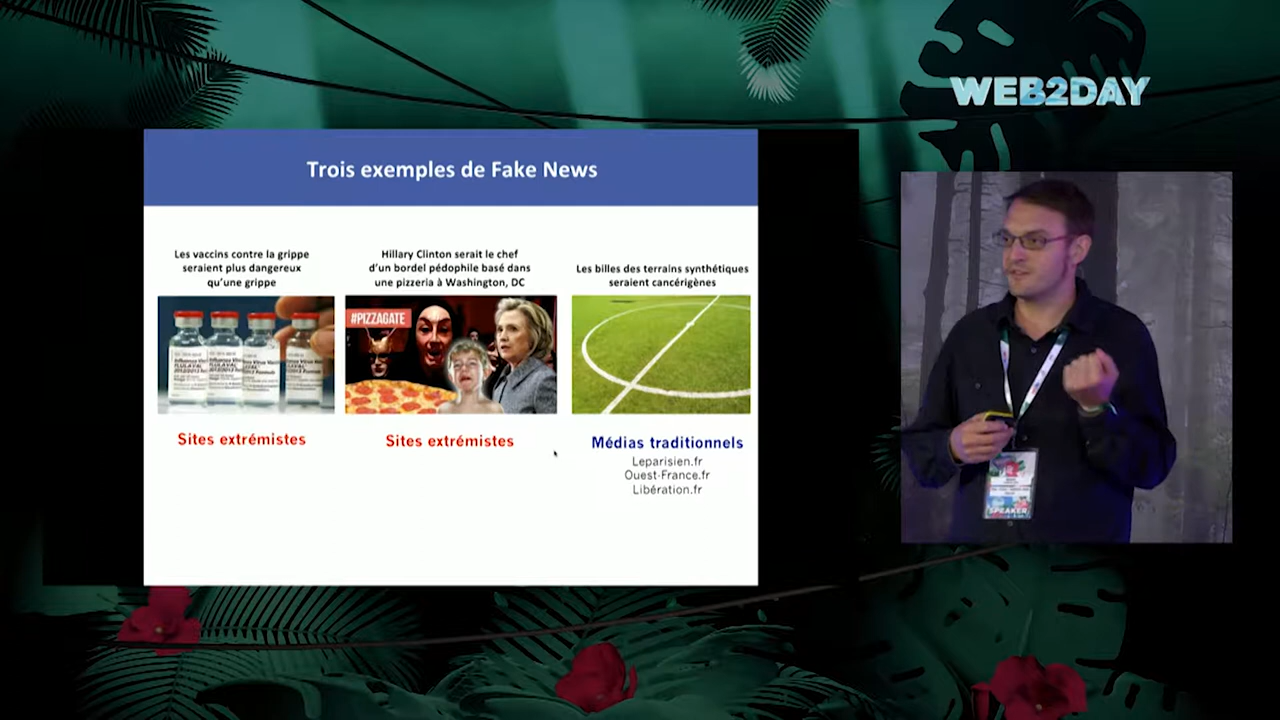 WEB2DAY
Trois exemples de Fake News
Les vaccins contre la grippe
seraient plus dangereux
qu'une grippe
Hillary Clinton serait le chef
d'un bordel pédophile basé dans
une pizzeria à Washington, DC
Les billes des terrains synthétiques
seraient cancérigènes
#PIZZAGATE
Sites extrémistes
Sites extrémistes
Médias traditionnels
Leparisien.fr
Ouest-France.fr
Libération.fr
SPEAKER